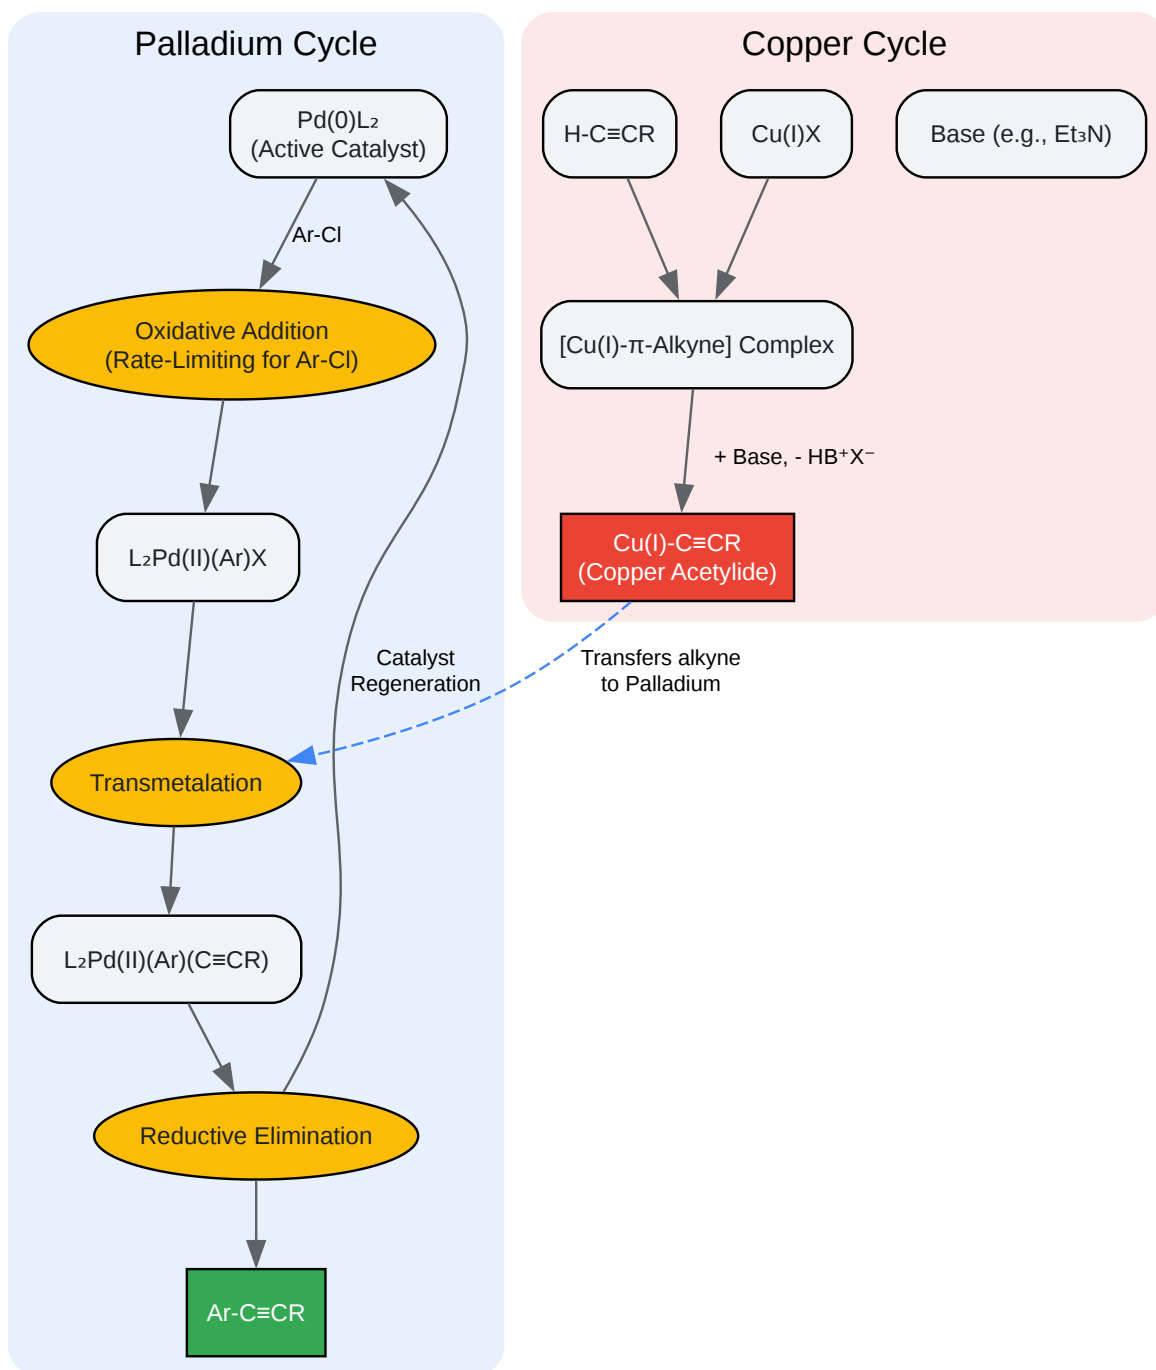 Palladium Cycle
Pd(0)L₂
(Active Catalyst)
Ar-Cl
Oxidative Addition
(Rate-Limiting for Ar-Cl)
L₂Pd(II)(Ar)X
Catalyst
Regeneration
Transmetalation
L₂Pd(II)(Ar)(C≡CR)
Reductive Elimination
Ar-C≡CR
Copper Cycle
H-C≡CR
Cu(I)X
Base (e.g., Et₃N)
[Cu(I)-π-Alkyne] Complex
+ Base, - HB⁺X⁻
Cu(I)-C≡CR
(Copper Acetylide)
Transfers alkyne
to Palladium